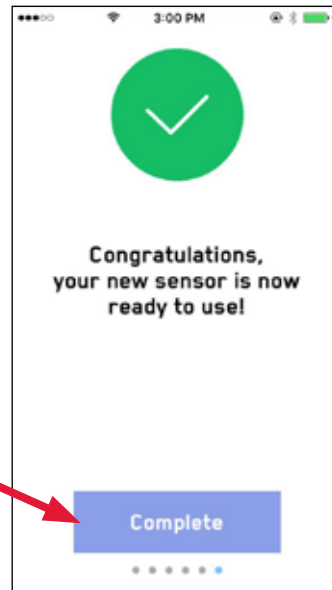 3:00 PM
Congratulations,
your new sensor is now
ready to use!
Complete